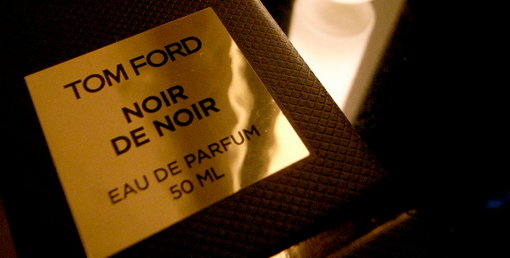 TOM FORD
NOIR
DE NOIR
EAU DE PARFUM
50 ML